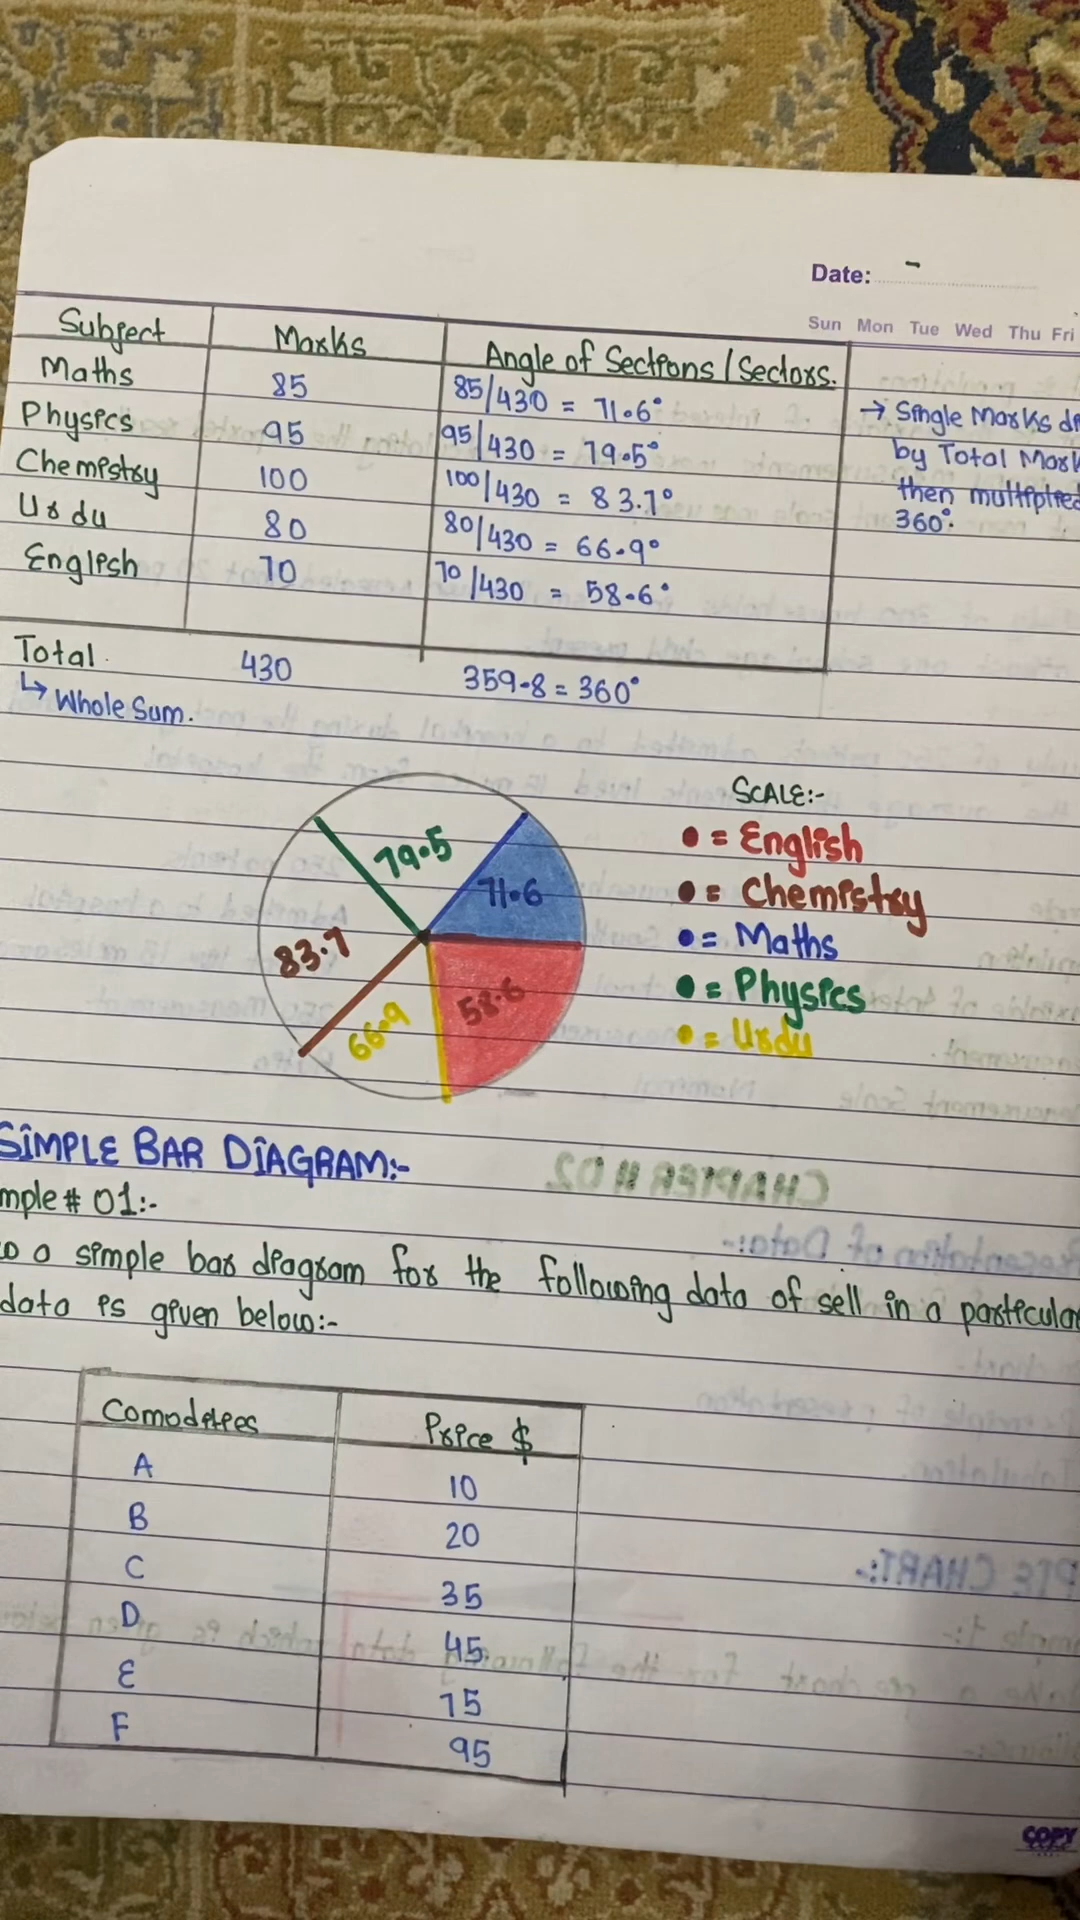 Date:
Sun Mon Tue Wed Thu Fri
Subject Marks Angle of Sections / Sectors.
Maths 85 85/430 = 71.6°
Physics 95 95/430 = 79.5°
Chemistry 100 100/430 = 83.7°
Urdu 80 80/430 = 66.9°
English 70 70/430 = 58.6°
→ Single Marks
by Total
then multiplied
360°.
Total 430 359.8 = 360°
↳ Whole Sum.
79.5
71.6
83.7
66.9
58.6
SCALE:-
● = English
● = Chemistry
● = Maths
● = Physics
● = Urdu
SIMPLE BAR DIAGRAM:-
mple # 01:-
a simple bar diagram for the following data of sell in a particular
data is given below:-
Comodities Price $
A 10
B 20
C 35
D 45
E 75
F 95
COPY